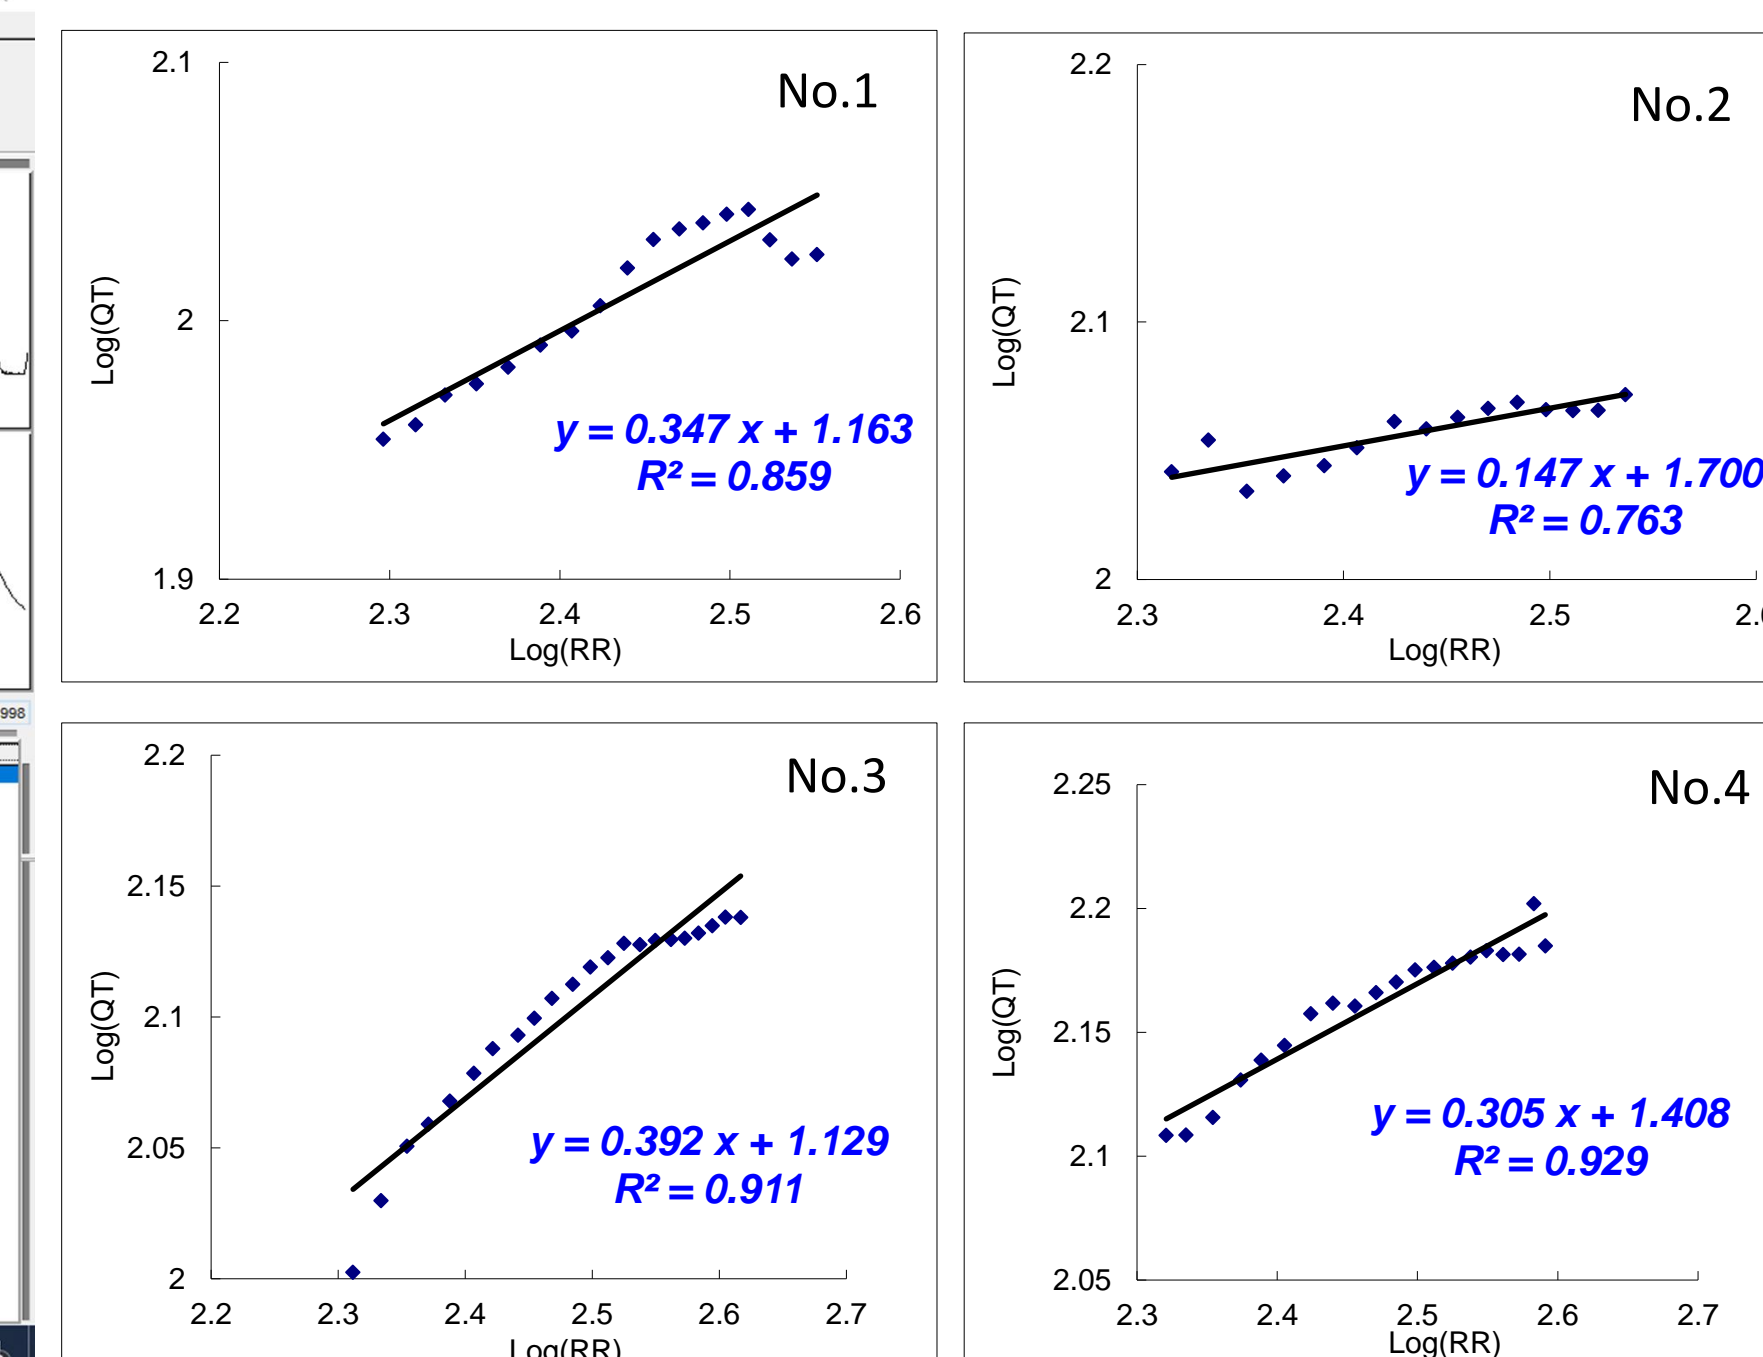 No.1
2.1
2
1.9
Log(QT)
y = 0.347 x + 1.163
R² = 0.859
2.2 2.3 2.4 2.5 2.6
Log(RR)
No.2
2.2
2.1
2
Log(QT)
y = 0.147 x + 1.700
R² = 0.763
2.3 2.4 2.5
Log(RR)
998
No.3
2.2
2.15
2.1
2.05
2
Log(QT)
y = 0.392 x + 1.129
R² = 0.911
2.2 2.3 2.4 2.5 2.6 2.7
Log(RR)
No.4
2.25
2.2
2.15
2.1
2.05
Log(QT)
y = 0.305 x + 1.408
R² = 0.929
2.3 2.4 2.5 2.6 2.7
Log(RR)